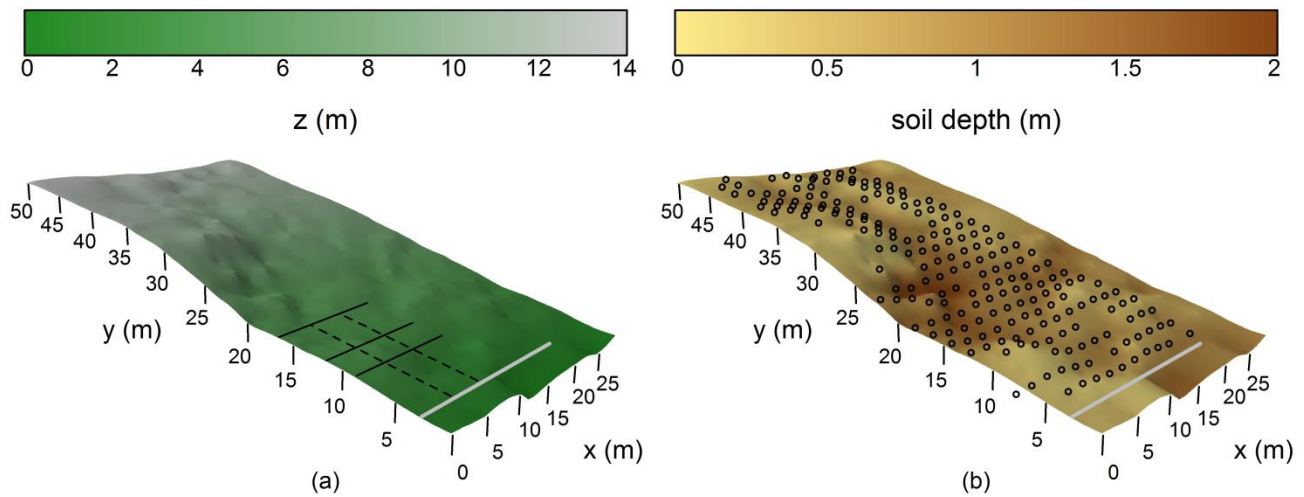 0 2 4 6 8 10 12 14
z (m)
0 0.5 1 1.5 2
soil depth (m)
50 45 40 35 30 25 20 15 10 5
y (m)
0 5 10 15 20 25
x (m)
(a)
50 45 40 35 30 25 20 15 10 5
y (m)
0 5 10 15 20 25
x (m)
(b)